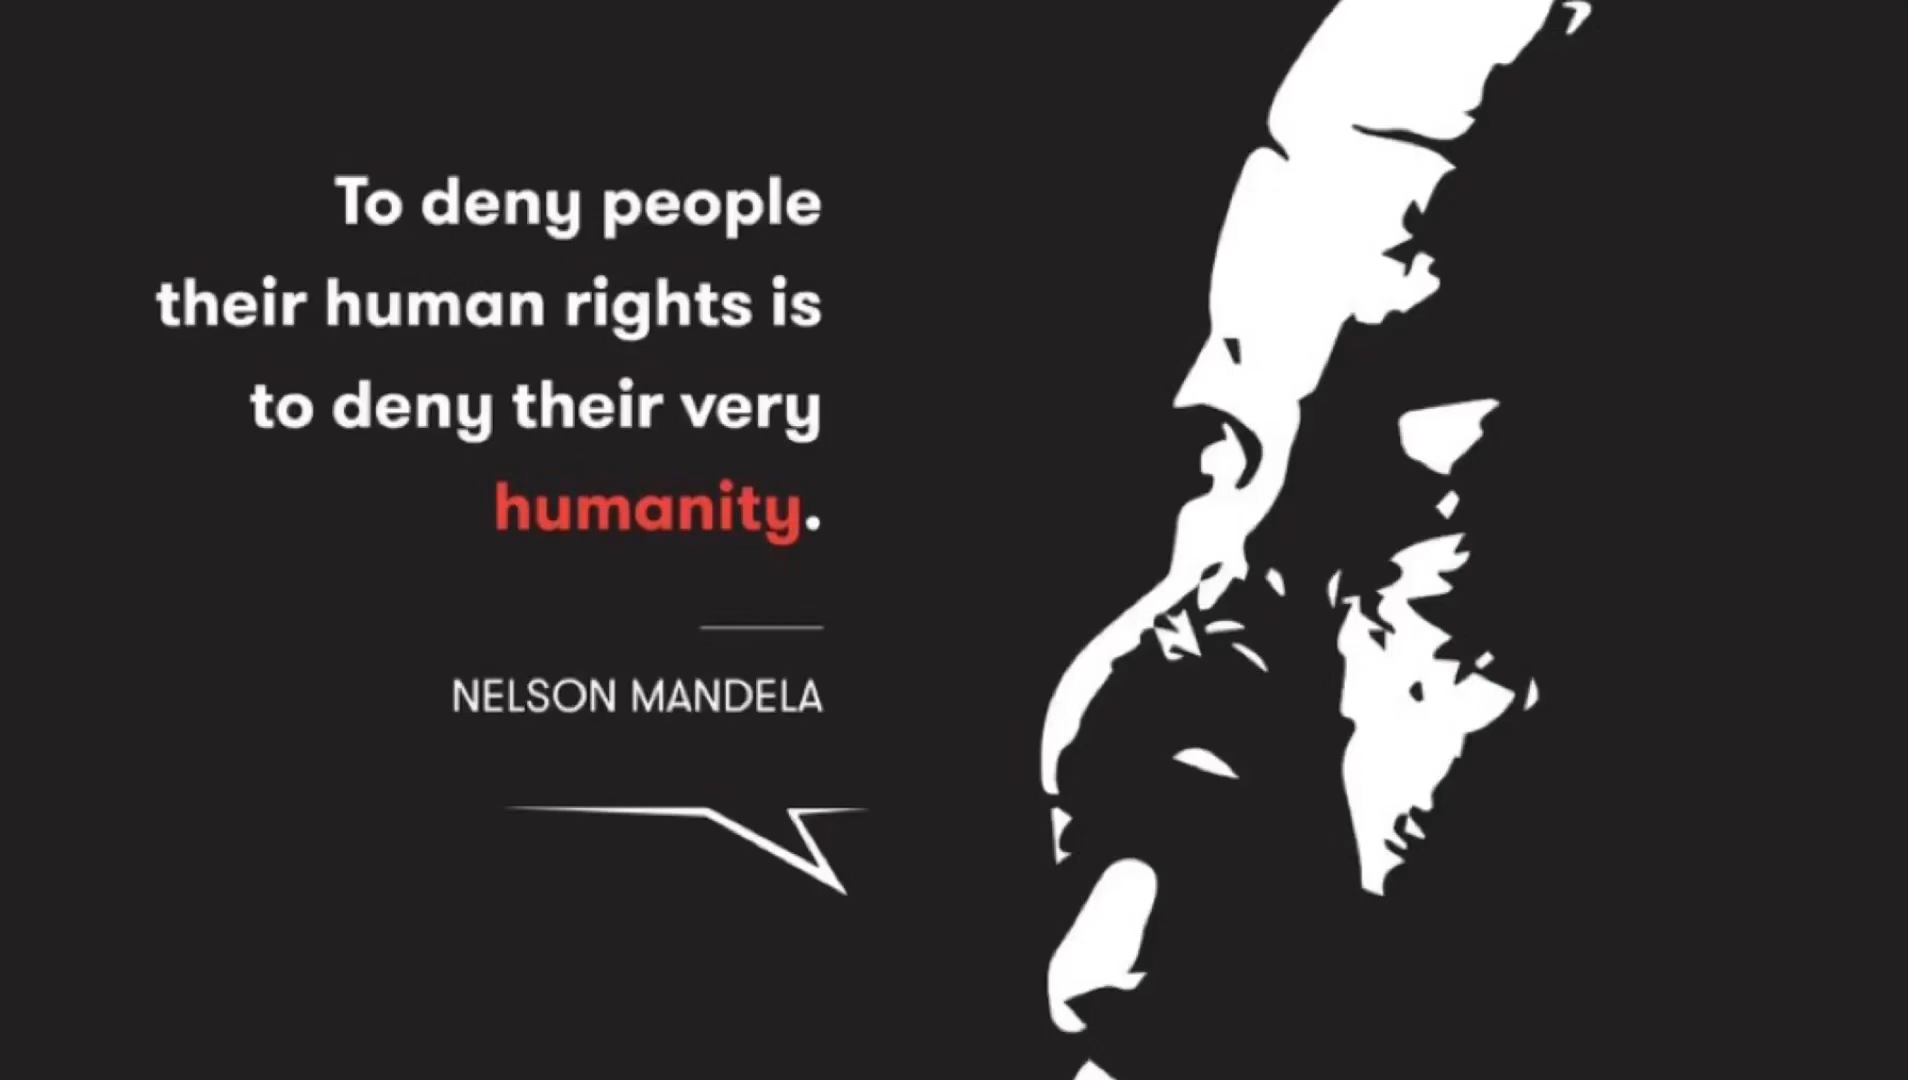 To deny people
their human rights is
to deny their very
humanity.
NELSON MANDELA